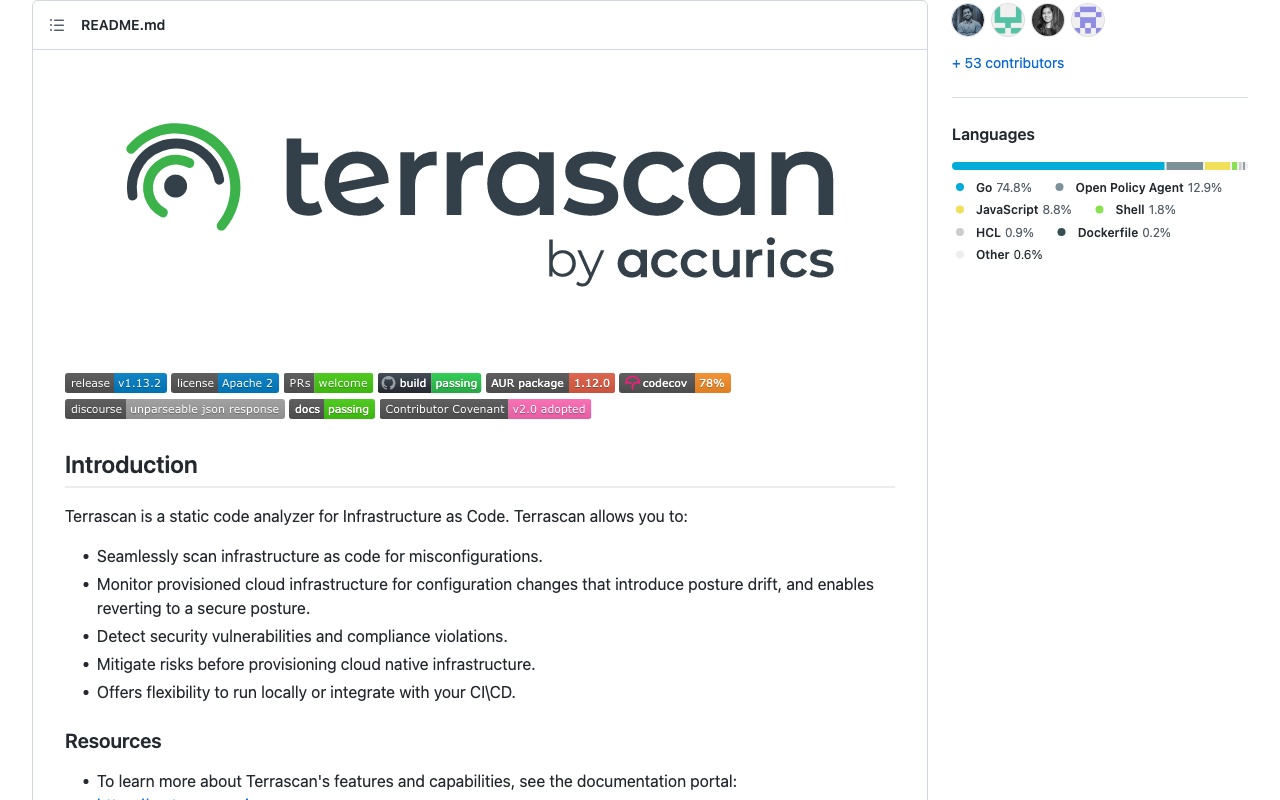 README.md
terrascan
by accurics
release v1.13.2 license Apache 2 PRs welcome build passing AUR package 1.12.0 codecov 78%
discourse unparseable json response docs passing Contributor Covenant v2.0 adopted
Introduction
Terrascan is a static code analyzer for Infrastructure as Code. Terrascan allows you to:
• Seamlessly scan infrastructure as code for misconfigurations.
• Monitor provisioned cloud infrastructure for configuration changes that introduce posture drift, and enables
reverting to a secure posture.
• Detect security vulnerabilities and compliance violations.
• Mitigate risks before provisioning cloud native infrastructure.
• Offers flexibility to run locally or integrate with your CI\CD.
Resources
• To learn more about Terrascan's features and capabilities, see the documentation portal:
+ 53 contributors
Languages
Go 74.8% Open Policy Agent 12.9%
JavaScript 8.8% Shell 1.8%
HCL 0.9% Dockerfile 0.2%
Other 0.6%